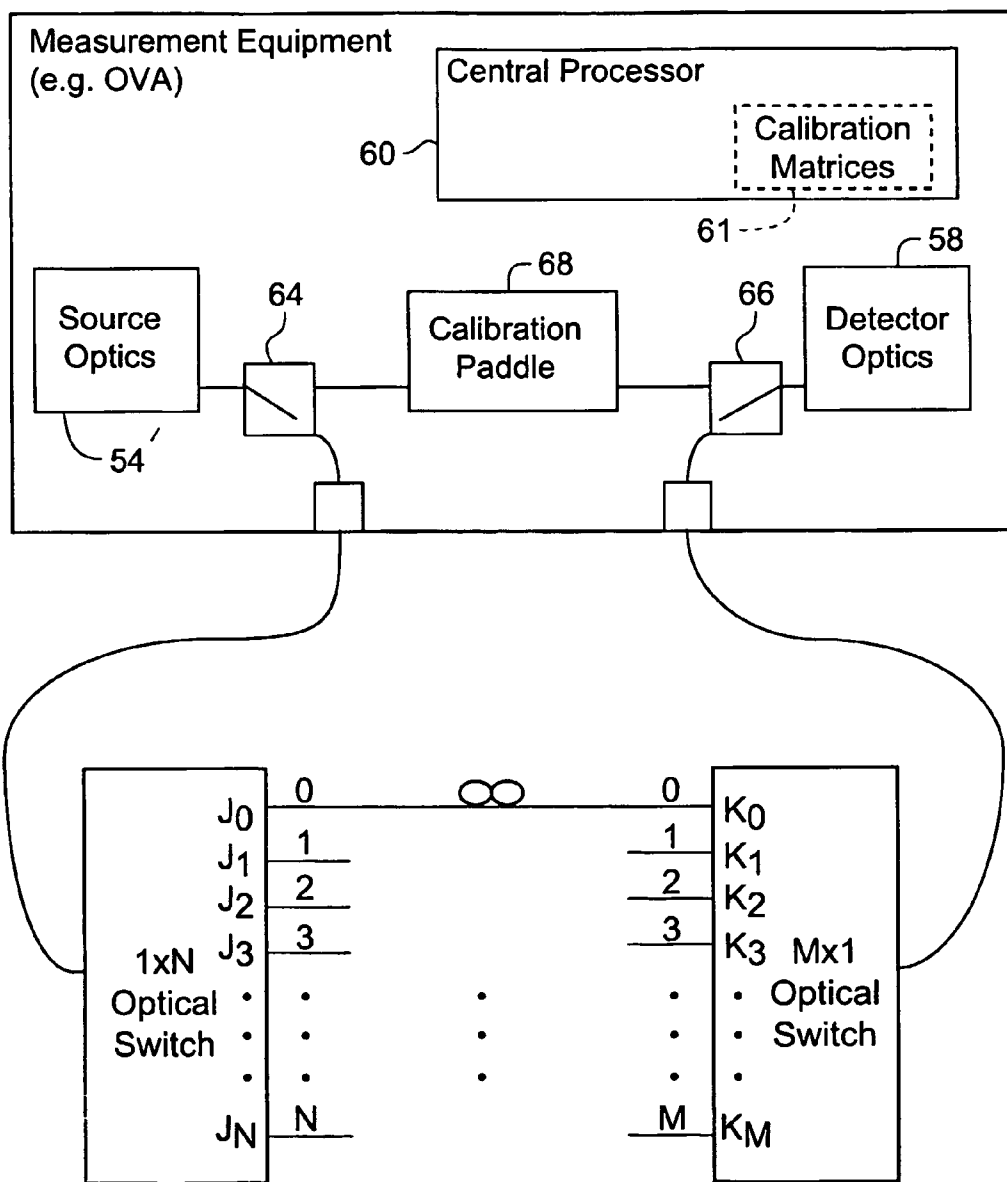 Measurement Equipment
(e.g. OVA)
Central Processor
Calibration
Matrices
60
61
58
64
68
66
Source
Optics
Calibration
Paddle
Detector
Optics
54
J0
0
0
K0
J1
1
1
K1
J2
2
2
K2
J3
3
3
K3
1xN
Optical
Switch
Mx1
Optical
Switch
JN
N
M
KM